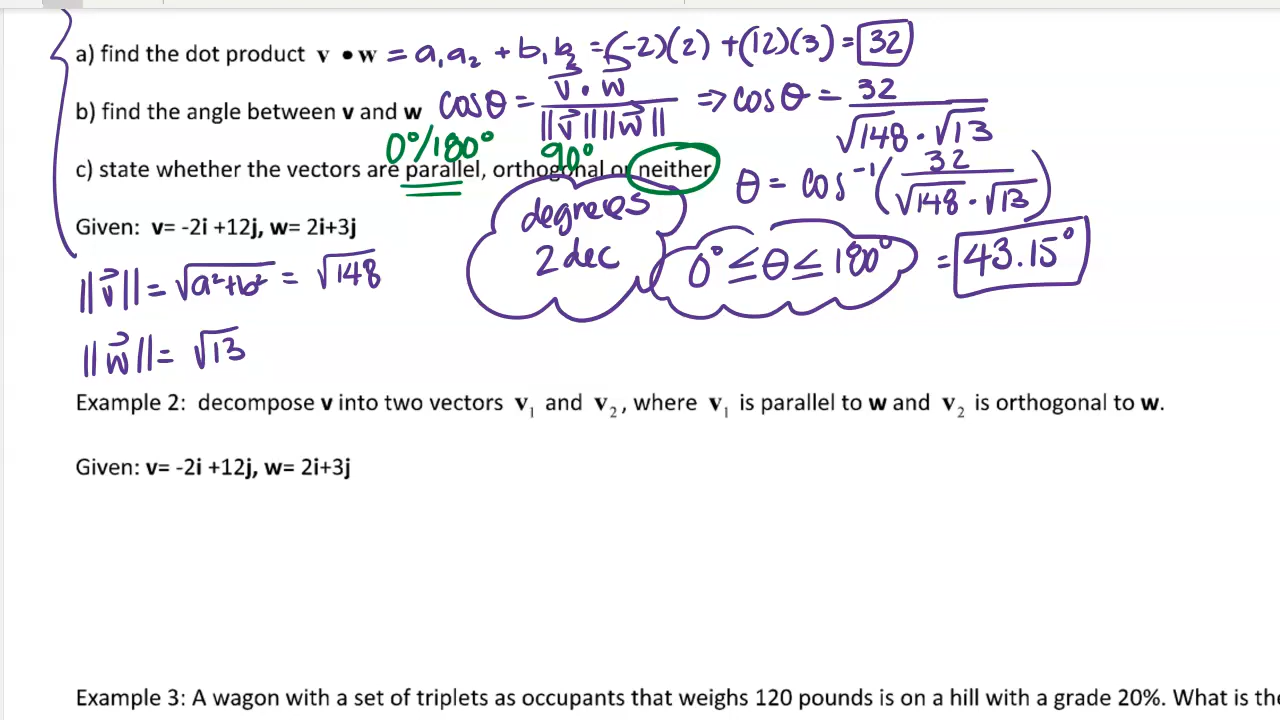 a) find the dot product v • w = a₁a₂ + b₁b₂ = (-2)(2) + (12)(3) = 32
b) find the angle between v and w cosθ = v⃗ · w⃗ / ||v⃗|| ||w⃗|| ⇒ cosθ = 32 / √148 · √13
0°/180° 90°
c) state whether the vectors are parallel, orthogonal or neither θ = cos⁻¹(32 / √148 · √13)
degrees
2 dec
Given: v= -2i +12j, w= 2i+3j
0° ≤ θ ≤ 180° = 43.15°
||v⃗|| = √a²+b² = √148
||w⃗|| = √13
Example 2: decompose v into two vectors v₁ and v₂, where v₁ is parallel to w and v₂ is orthogonal to w.
Given: v= -2i +12j, w= 2i+3j
Example 3: A wagon with a set of triplets as occupants that weighs 120 pounds is on a hill with a grade 20%. What is the